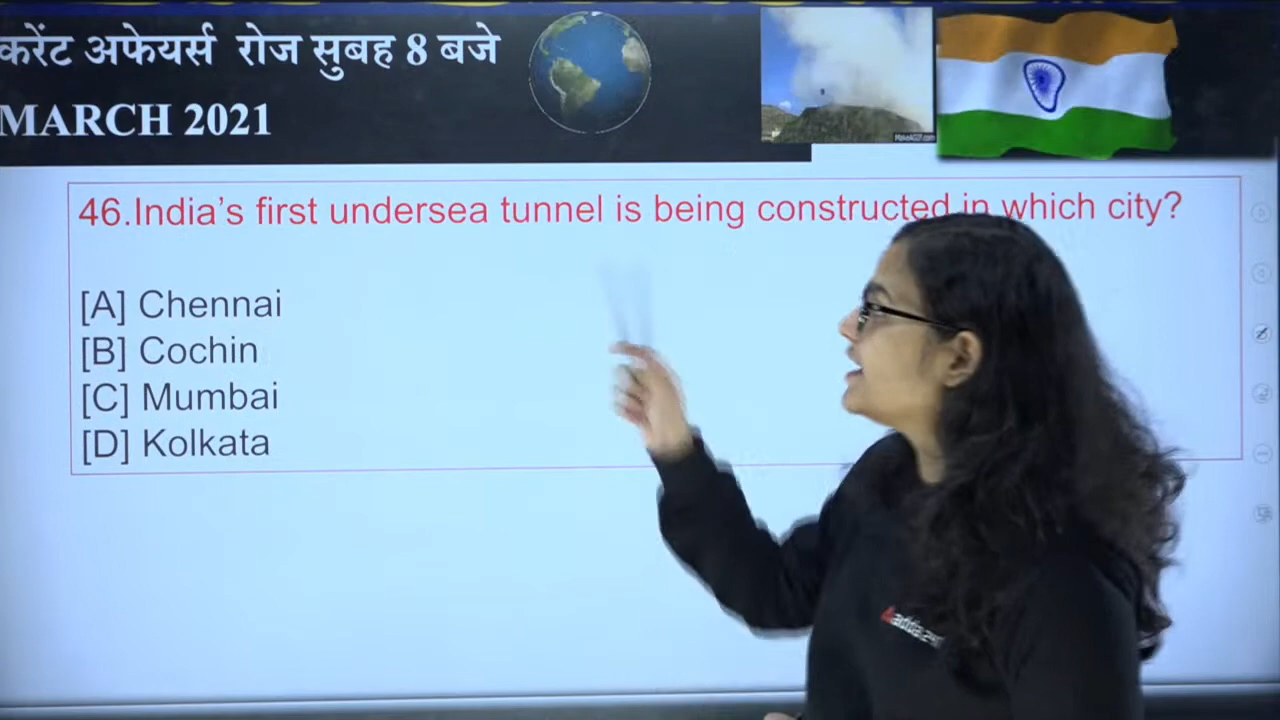 करेंट अफेयर्स रोज सुबह 8 बजे
MARCH 2021
46.India's first undersea tunnel is being constructed in which city?
[A] Chennai
[B] Cochin
[C] Mumbai
[D] Kolkata